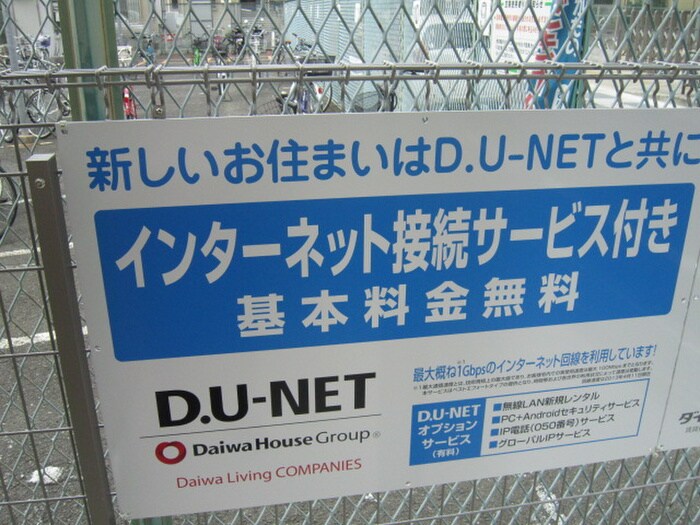 新しいお住まいはD.U-NETと共に
インターネット接続サービス付き
基本料金無料
最大概ね1Gbpsのインターネット回線を利用しています!
D.U-NET
Daiwa House Group®
Daiwa Living COMPANIES
D.U-NET
オプション
サービス
(有料)
■無線LAN新規レンタル
■PC+Androidセキュリティサービス
■IP電話(050番号)サービス
■グローバルIPサービス